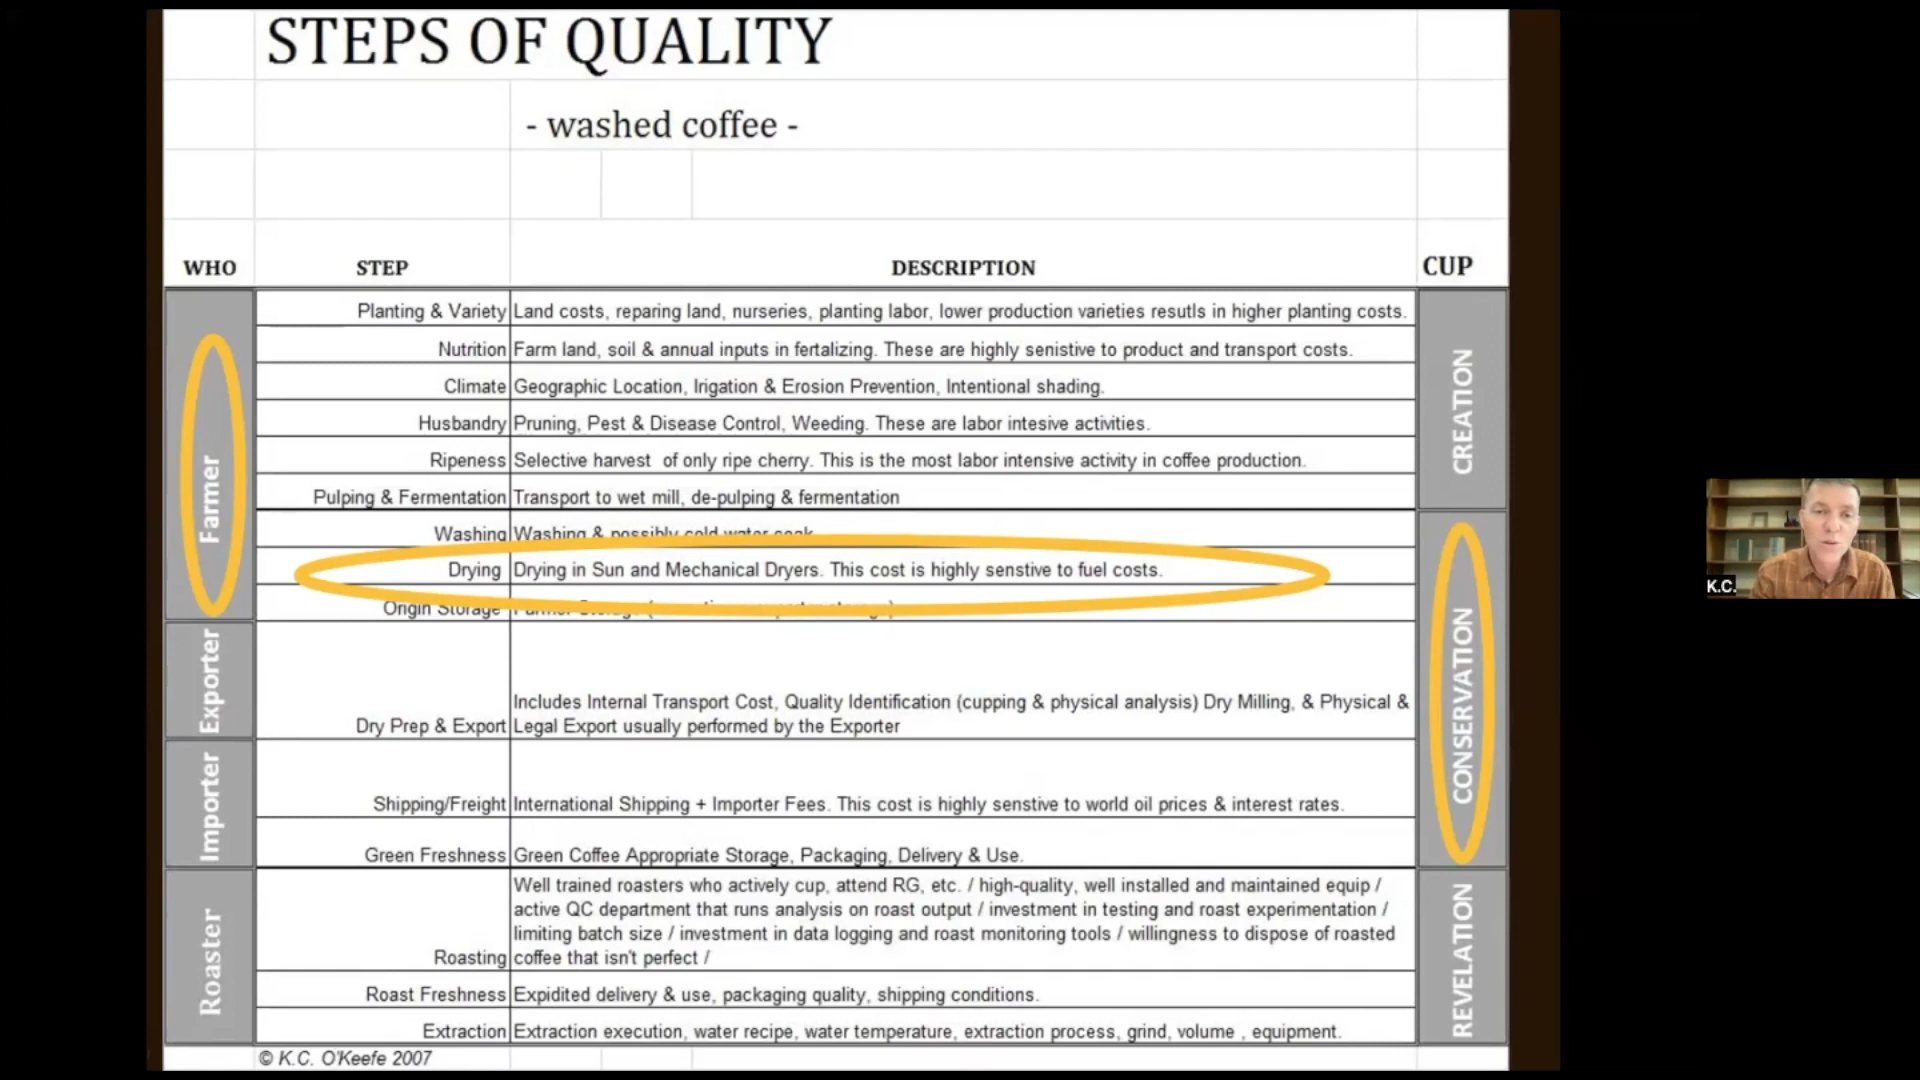 STEPS OF QUALITY
- washed coffee -
WHO STEP DESCRIPTION CUP
Farmer
Exporter
Importer
Roaster
Planting & Variety Land costs, reparing land, nurseries, planting labor, lower production varieties resutls in higher planting costs.
Nutrition Farm land, soil & annual inputs in fertalizing. These are highly senistive to product and transport costs.
Climate Geographic Location, Irigation & Erosion Prevention, Intentional shading.
Husbandry Pruning, Pest & Disease Control, Weeding. These are labor intesive activities.
Ripeness Selective harvest of only ripe cherry. This is the most labor intensive activity in coffee production.
Pulping & Fermentation Transport to wet mill, de-pulping & fermentation
Washing Washing & possibly cold water soak
Drying Drying in Sun and Mechanical Dryers. This cost is highly senstive to fuel costs.
Origin Storage Farmer Storage
Includes Internal Transport Cost, Quality Identification (cupping & physical analysis) Dry Milling, & Physical &
Dry Prep & Export Legal Export usually performed by the Exporter
Shipping/Freight International Shipping + Importer Fees. This cost is highly senstive to world oil prices & interest rates.
Green Freshness Green Coffee Appropriate Storage, Packaging, Delivery & Use.
Well trained roasters who actively cup, attend RG, etc. / high-quality, well installed and maintained equip /
active QC department that runs analysis on roast output / investment in testing and roast experimentation /
limiting batch size / investment in data logging and roast monitoring tools / willingness to dispose of roasted
Roasting coffee that isn't perfect /
Roast Freshness Expidited delivery & use, packaging quality, shipping conditions.
Extraction Extraction execution, water recipe, water temperature, extraction process, grind, volume , equipment.
CREATION
CONSERVATION
REVELATION
© K.C. O'Keefe 2007
K.C.